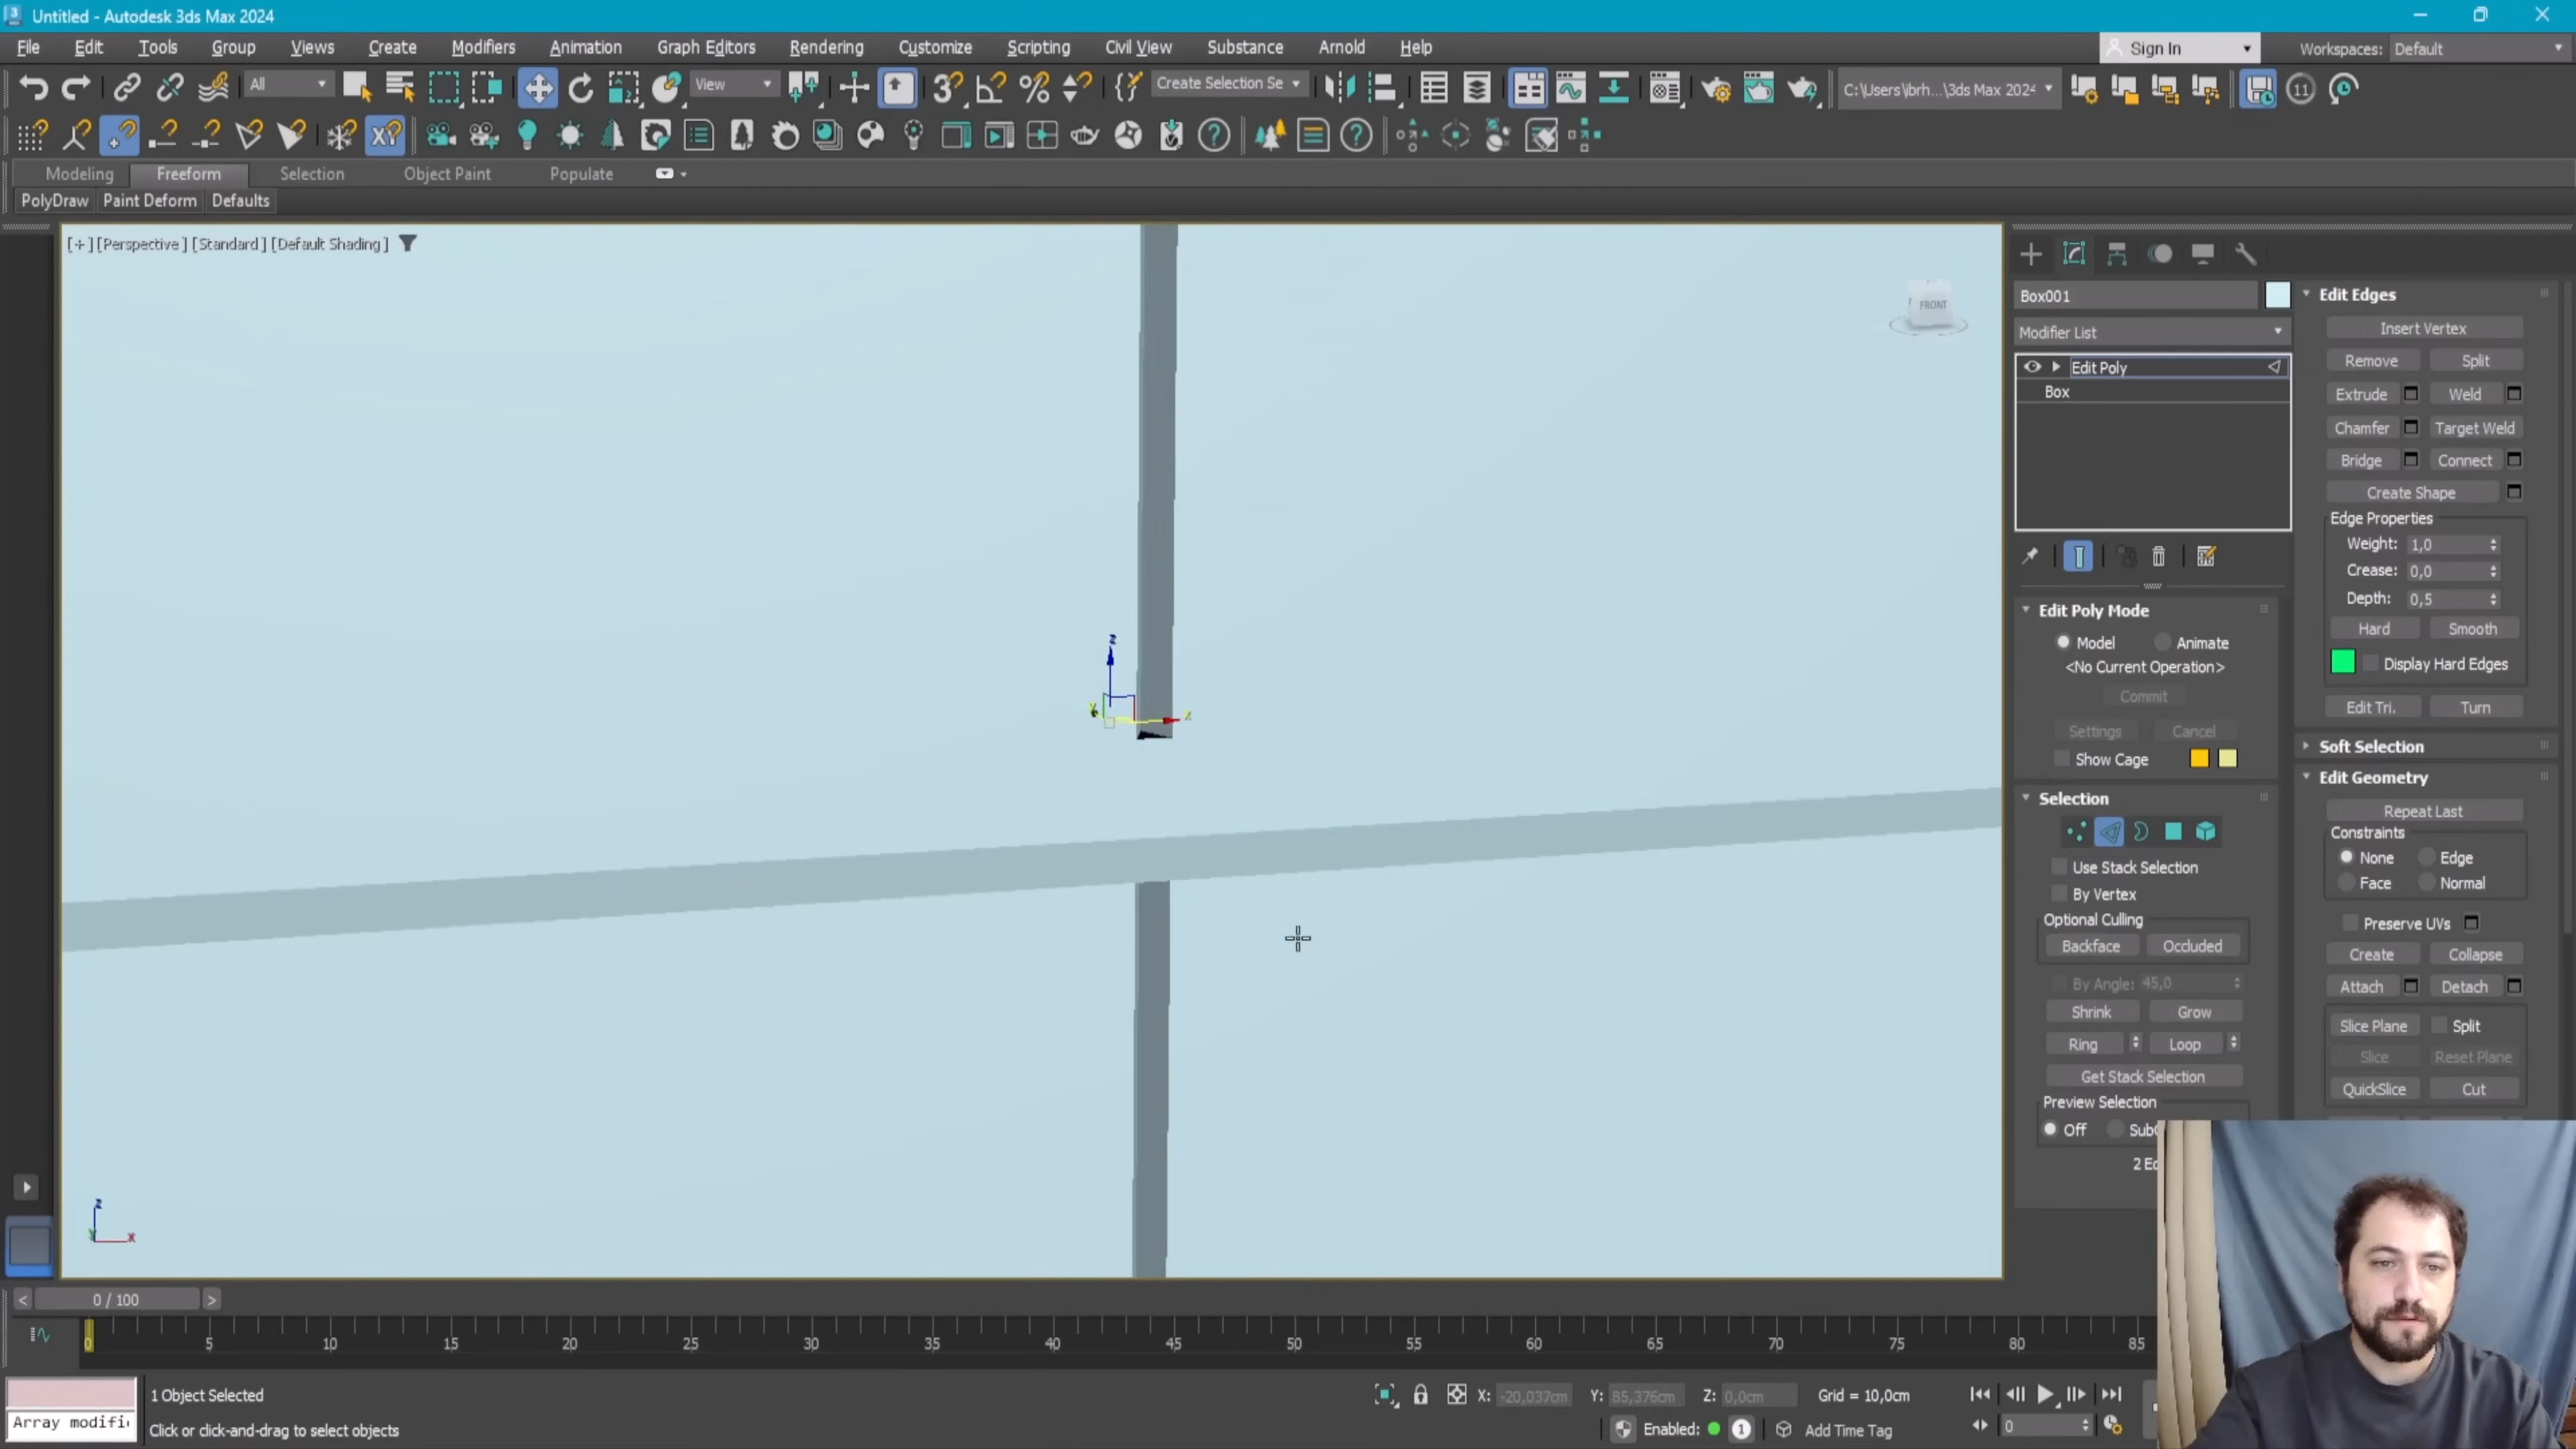 Untitled - Autodesk 3ds Max 2024
File Edit Tools Group Views Create Modifiers Animation Graph Editors Rendering Customize Scripting Civil View Substance Arnold Help
Sign In Workspaces: Default
All View Create Selection Se C:\Users\brh...\3ds Max 2024 11
Modeling Freeform Selection Object Paint Populate
PolyDraw Paint Deform Defaults
[+] [Perspective] [Standard] [Default Shading]
FRONT
Box001
Modifier List
Edit Poly
Box
Edit Poly Mode
Model Animate
<No Current Operation>
Commit
Settings Cancel
Show Cage
Selection
Use Stack Selection
By Vertex
Optional Culling
Backface Occluded
By Angle: 45,0
Shrink Grow
Ring Loop
Get Stack Selection
Preview Selection
Off
Edit Edges
Insert Vertex
Remove Split
Extrude Weld
Chamfer Target Weld
Bridge Connect
Create Shape
Edge Properties
Weight: 1,0
Crease: 0,0
Depth: 0,5
Hard Smooth
Display Hard Edges
Edit Tri. Turn
Soft Selection
Edit Geometry
Repeat Last
Constraints
None Edge
Face Normal
Preserve UVs
Create Collapse
Attach Detach
Slice Plane Split
Slice Reset Plane
QuickSlice Cut
z
x
z
x
< 0 / 100 >
0 5 10 15 20 25 30 35 40 45 50 55 60 65 70 75 80 85
Array modifi
1 Object Selected
Click or click-and-drag to select objects
X: -20,037cm Y: 85,376cm Z: 0,0cm Grid = 10,0cm
Enabled: 1 Add Time Tag
0